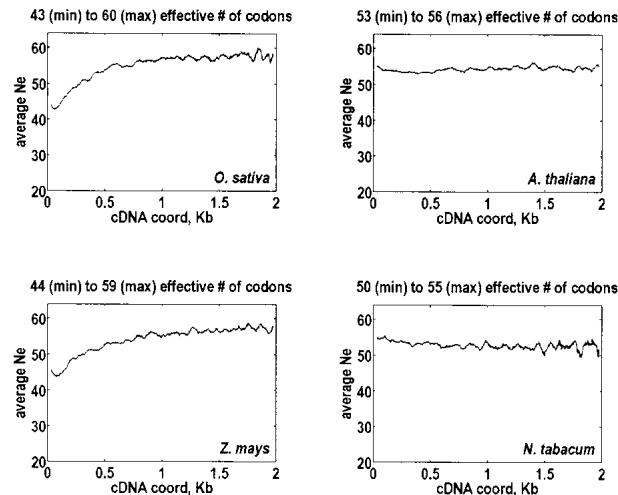 43 (min) to 60 (max) effective # of codons
60
50
40
30
20
average Ne
O. sativa
0 0.5 1 1.5 2
cDNA coord, Kb
53 (min) to 56 (max) effective # of codons
60
50
40
30
20
average Ne
A. thaliana
0 0.5 1 1.5 2
cDNA coord, Kb
44 (min) to 59 (max) effective # of codons
60
50
40
30
20
average Ne
Z. mays
0 0.5 1 1.5 2
cDNA coord, Kb
50 (min) to 55 (max) effective # of codons
60
50
40
30
20
average Ne
N. tabacum
0 0.5 1 1.5 2
cDNA coord, Kb